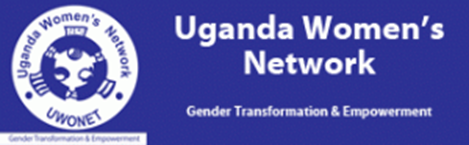 Uganda Women's Network
UWONET
Gender Transformation & Empowerment
Uganda Women's
Network
Gender Transformation & Empowerment